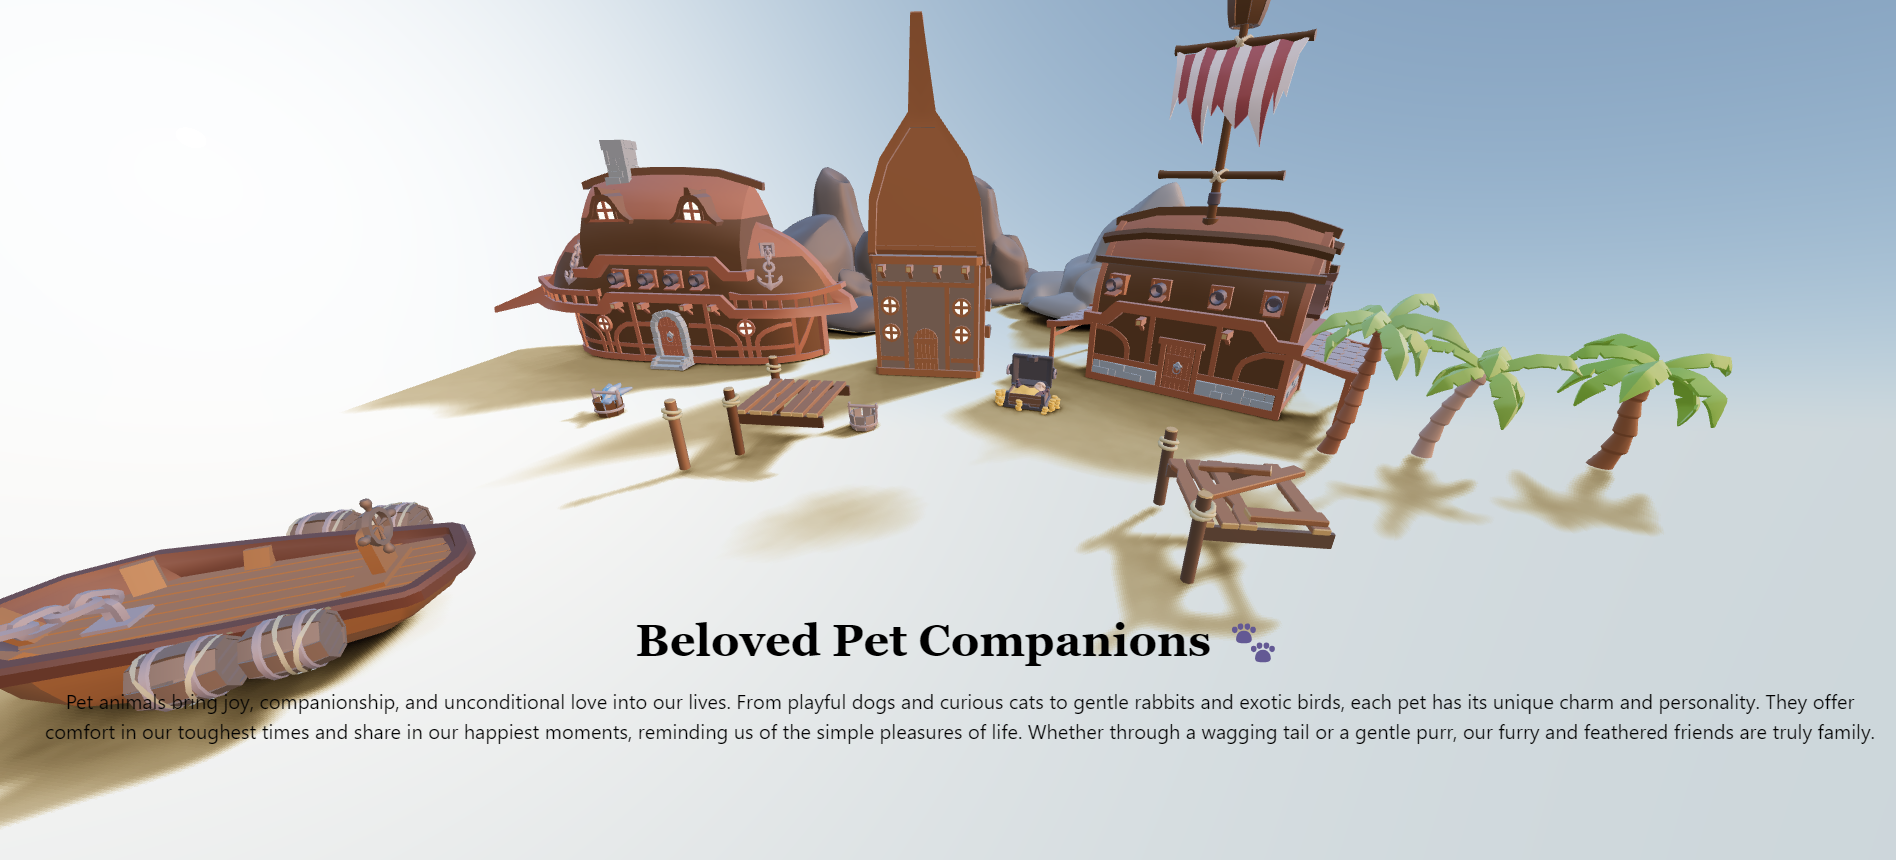 Beloved Pet Companions 🐾
Pet animals bring joy, companionship, and unconditional love into our lives. From playful dogs and curious cats to gentle rabbits and exotic birds, each pet has its unique charm and personality. They offer
comfort in our toughest times and share in our happiest moments, reminding us of the simple pleasures of life. Whether through a wagging tail or a gentle purr, our furry and feathered friends are truly family.